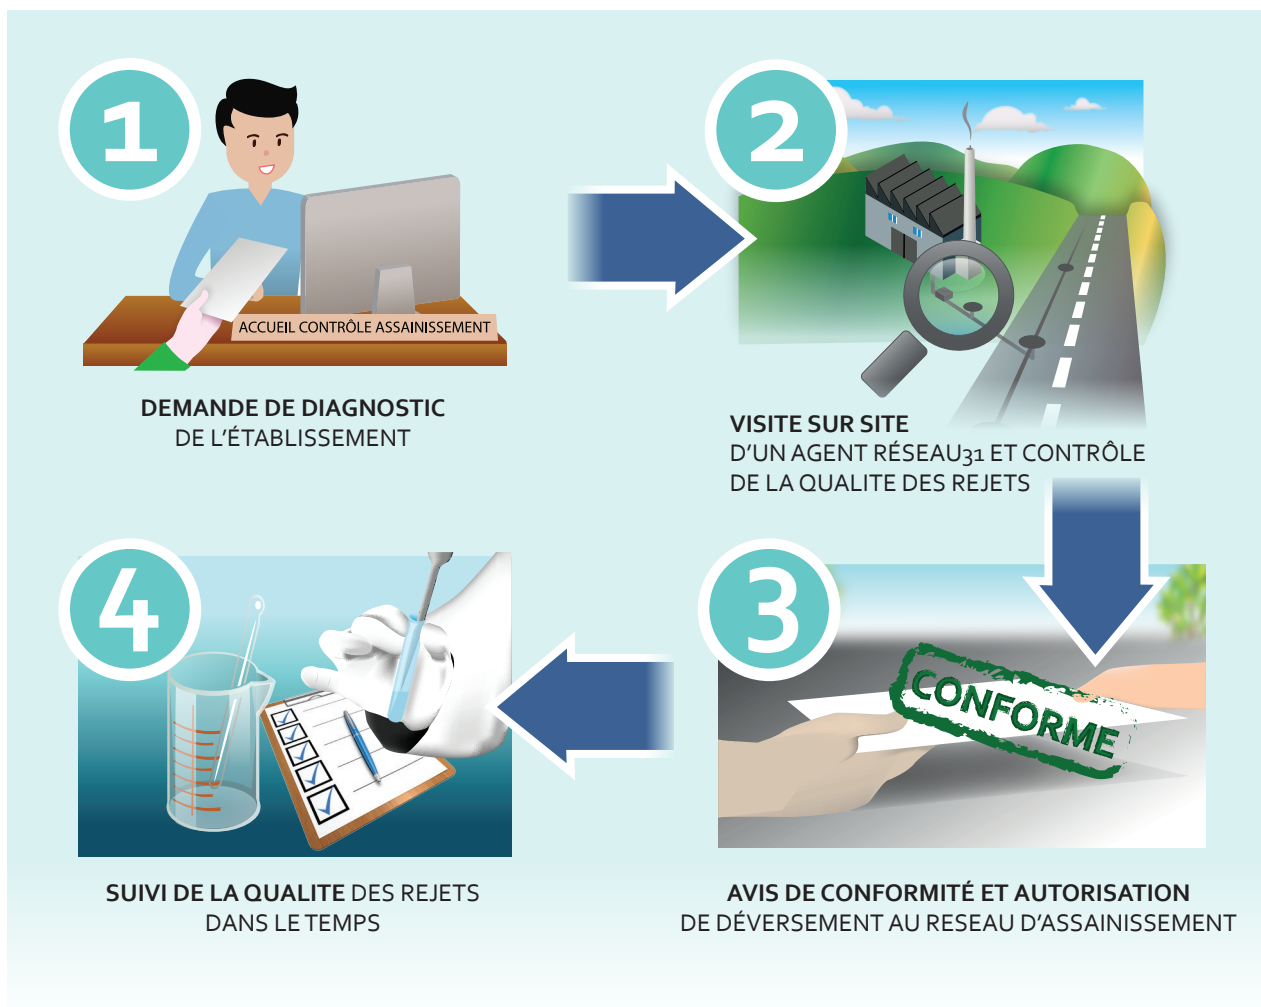 1
ACCUEIL CONTRÔLE ASSAINISSEMENT
DEMANDE DE DIAGNOSTIC
DE L'ÉTABLISSEMENT
2
VISITE SUR SITE
D'UN AGENT RÉSEAU31 ET CONTRÔLE
DE LA QUALITE DES REJETS
3
CONFORME
AVIS DE CONFORMITÉ ET AUTORISATION
DE DÉVERSEMENT AU RESEAU D'ASSAINISSEMENT
4
SUIVI DE LA QUALITE DES REJETS
DANS LE TEMPS